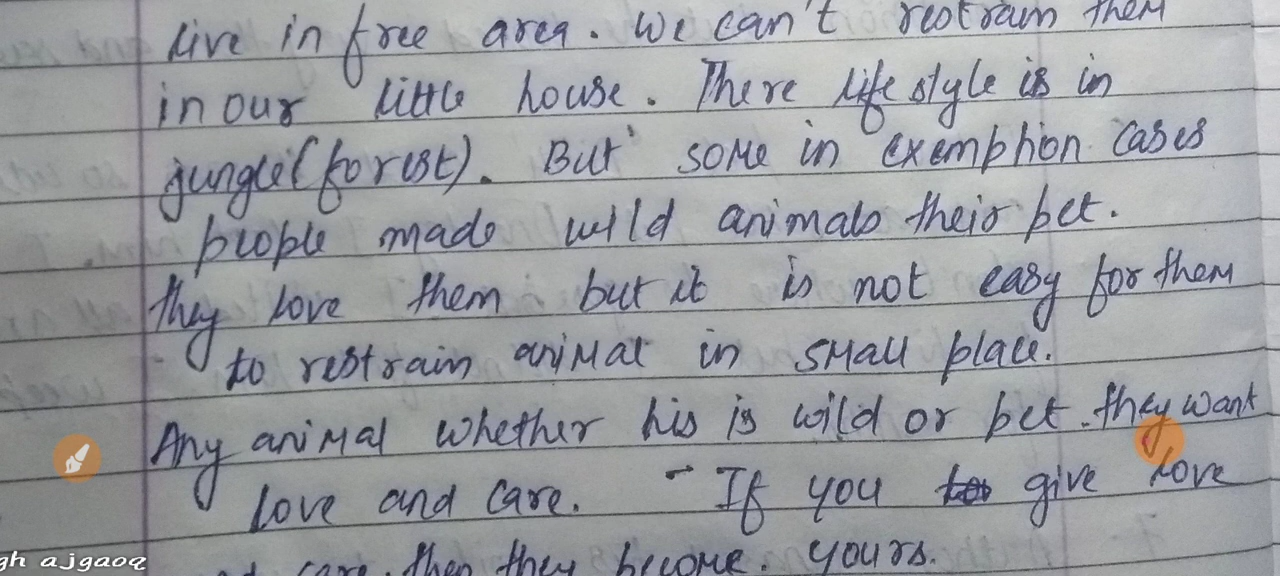 live in free area. We can't restrain them
in our little house. There life style is in
jungle(forest). But some in exemption cases
people made wild animals their pet.
they love them but it is not easy for them
to restrain animal in small place.
Any animal whether his is wild or pet. they want
love and care. - If you give love
care. then they become. yours.
gh ajgaoq